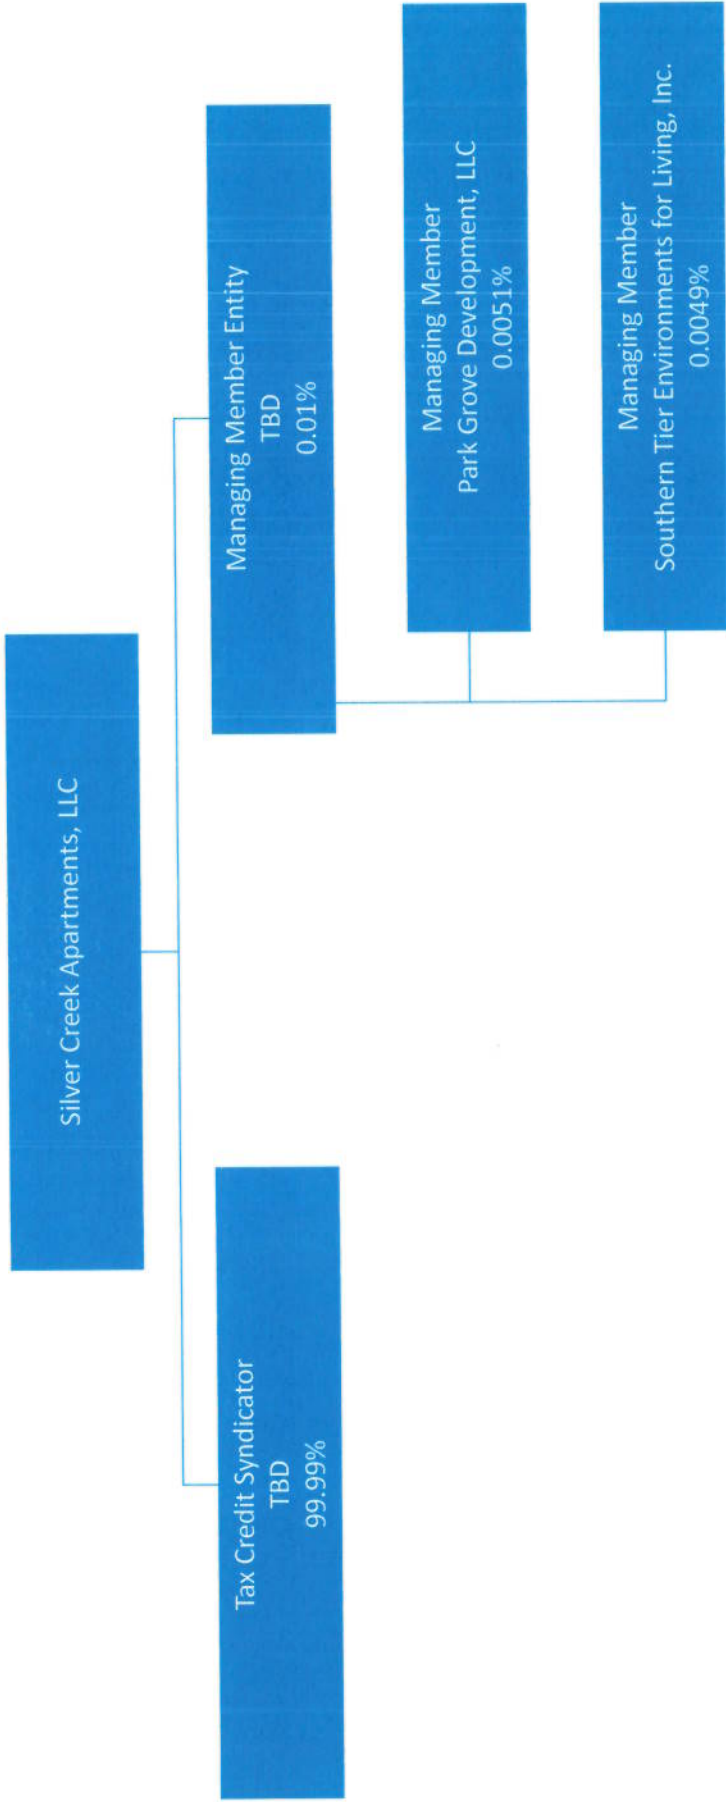 Silver Creek Apartments, LLC
Tax Credit Syndicator
TBD
99.99%
Managing Member Entity
TBD
0.01%
Managing Member
Park Grove Development, LLC
0.0051%
Managing Member
Southern Tier Environments for Living, Inc.
0.0049%